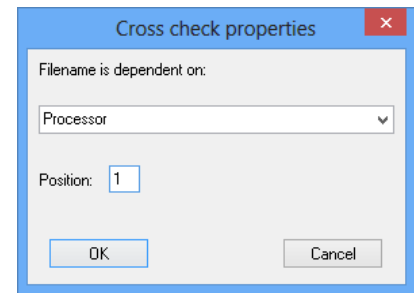 Cross check properties
Filename is dependent on:
Processor
Position: 1
OK Cancel